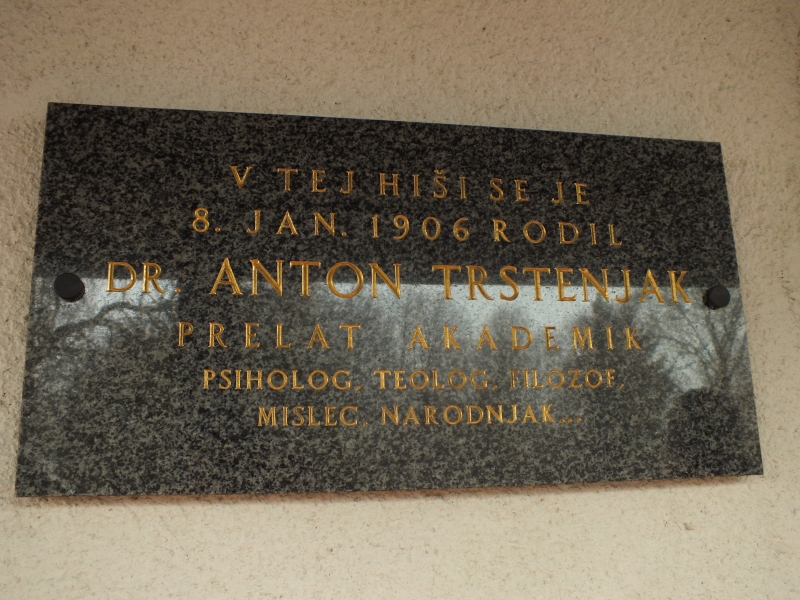 V TEJ HIŠI SE JE
8. JAN. 1906 RODIL
DR. ANTON TRSTENJAK
PRELAT AKADEMIK
PSIHOLOG, TEOLOG, FILOZOF,
MISLEC, NARODNJAK...